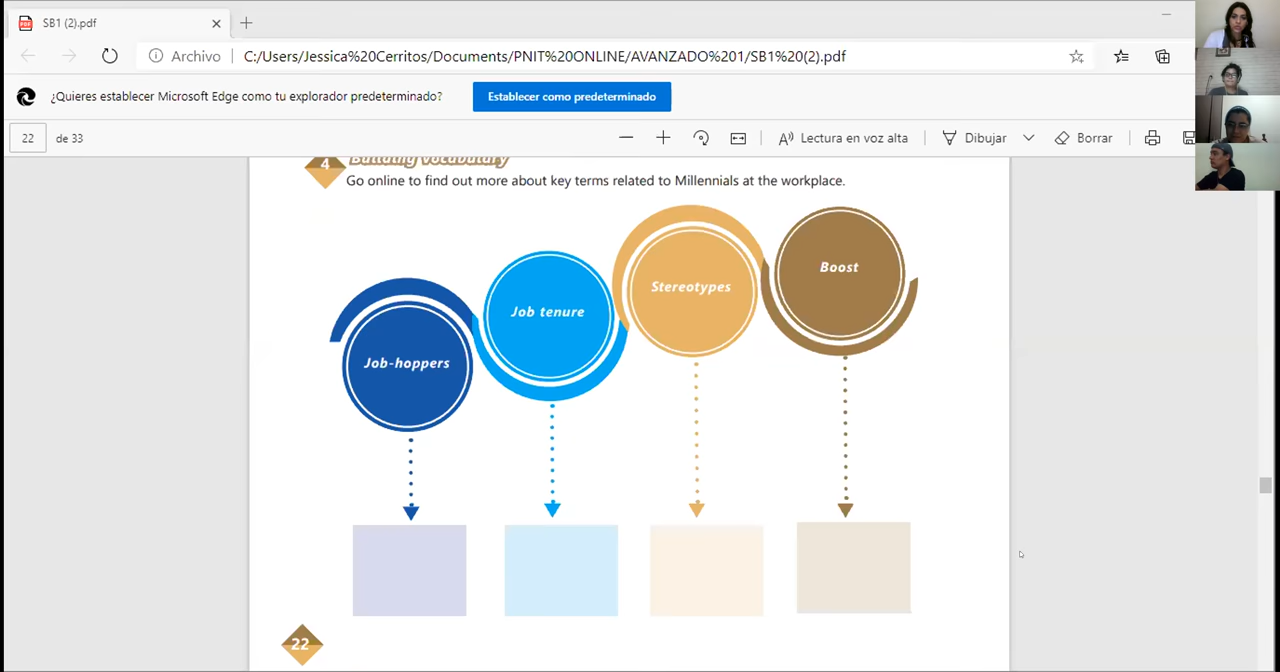 SB1 (2).pdf
Archivo
C:/Users/Jessica%20Cerritos/Documents/PNIT%20ONLINE/AVANZADO%201/SB1%20(2).pdf
¿Quieres establecer Microsoft Edge como tu explorador predeterminado?
Establecer como predeterminado
22 de 33
Lectura en voz alta
Dibujar
Borrar
4 Building Vocabulary
Go online to find out more about key terms related to Millennials at the workplace.
Job-hoppers
Job tenure
Stereotypes
Boost
22